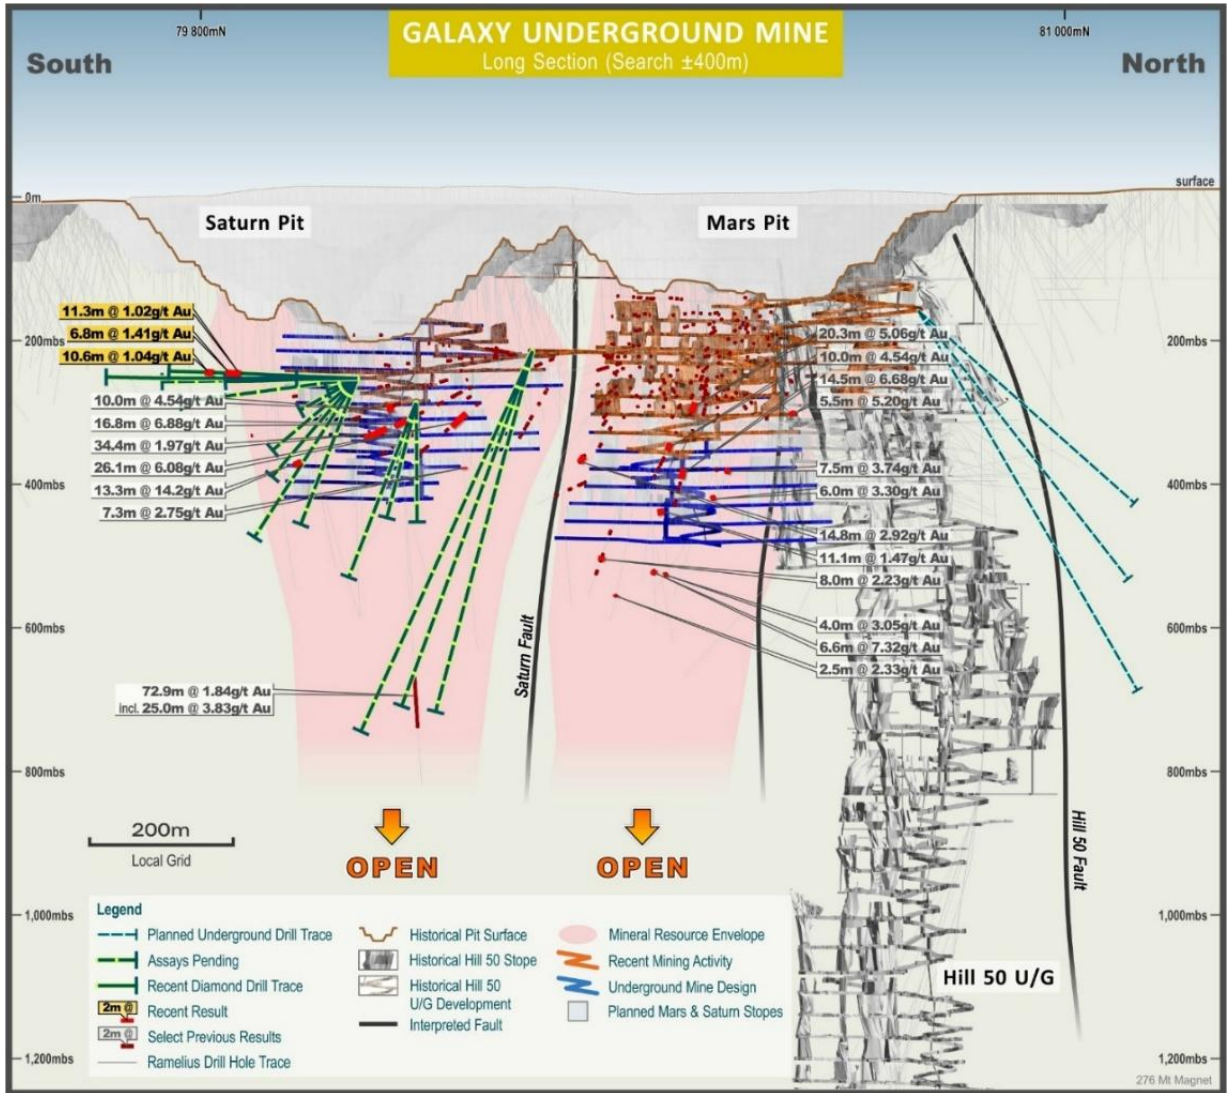 79 800mN
GALAXY UNDERGROUND MINE
81 000mN
Long Section (Search ±400m)
South
North
surface
0m
Saturn Pit
Mars Pit
11.3m @ 1.02g/t Au
6.8m @ 1.41g/t Au
10.6m @ 1.04g/t Au
200mbs
200mbs
20.3m @ 5.06g/t Au
10.0m @ 4.54g/t Au
14.5m @ 6.68g/t Au
5.5m @ 5.20g/t Au
10.0m @ 4.54g/t Au
16.8m @ 6.88g/t Au
34.4m @ 1.97g/t Au
26.1m @ 6.08g/t Au
13.3m @ 14.2g/t Au
7.3m @ 2.75g/t Au
400mbs
400mbs
7.5m @ 3.74g/t Au
6.0m @ 3.30g/t Au
14.8m @ 2.92g/t Au
11.1m @ 1.47g/t Au
8.0m @ 2.23g/t Au
600mbs
600mbs
4.0m @ 3.05g/t Au
6.6m @ 7.32g/t Au
2.5m @ 2.33g/t Au
Saturn Fault
72.9m @ 1.84g/t Au
incl. 25.0m @ 3.83g/t Au
800mbs
800mbs
200m
Local Grid
OPEN
OPEN
Hill 50 Fault
1,000mbs
1,000mbs
Hill 50 U/G
Legend
Planned Underground Drill Trace
Assays Pending
Recent Diamond Drill Trace
2m @
Recent Result
2m @
Select Previous Results
Ramelius Drill Hole Trace
Historical Pit Surface
Historical Hill 50 Stope
Historical Hill 50
U/G Development
Interpreted Fault
Mineral Resource Envelope
Recent Mining Activity
Underground Mine Design
Planned Mars & Saturn Stopes
1,200mbs
1,200mbs
276 Mt Magnet